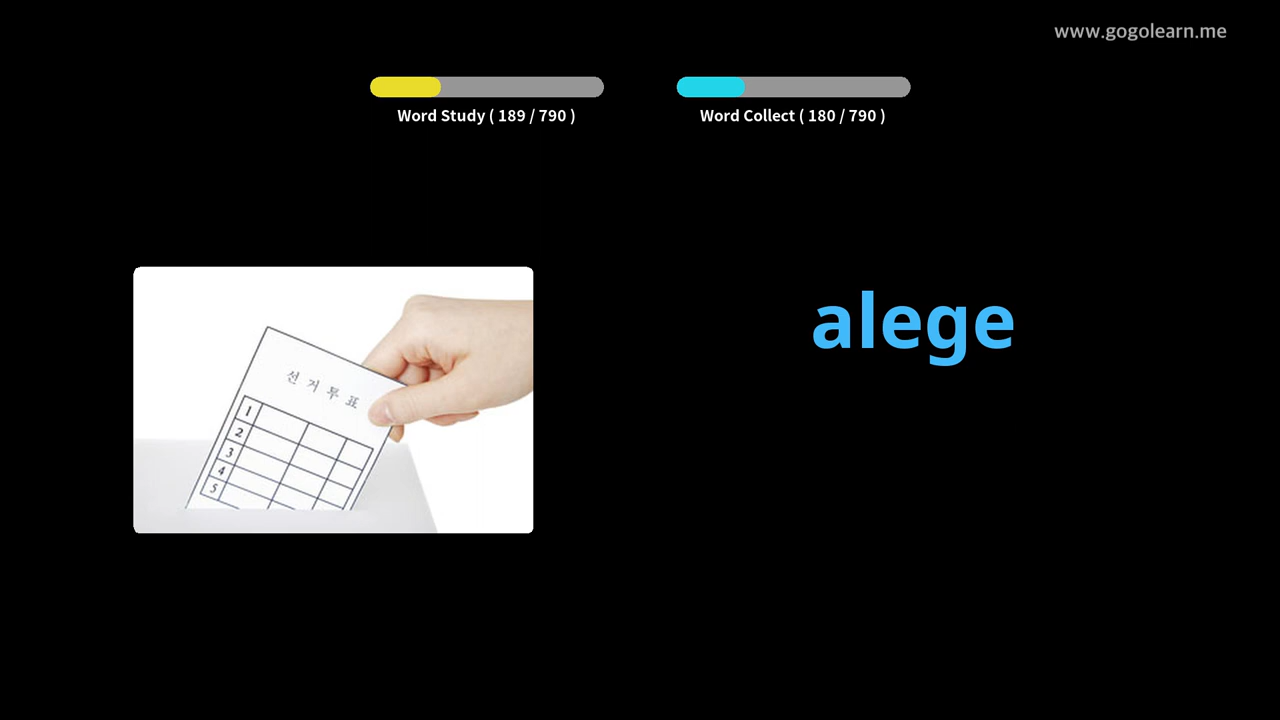 www.gogolearn.me
Word Study ( 189 / 790 )
Word Collect ( 180 / 790 )
선거투표
1
2
3
4
5
alege